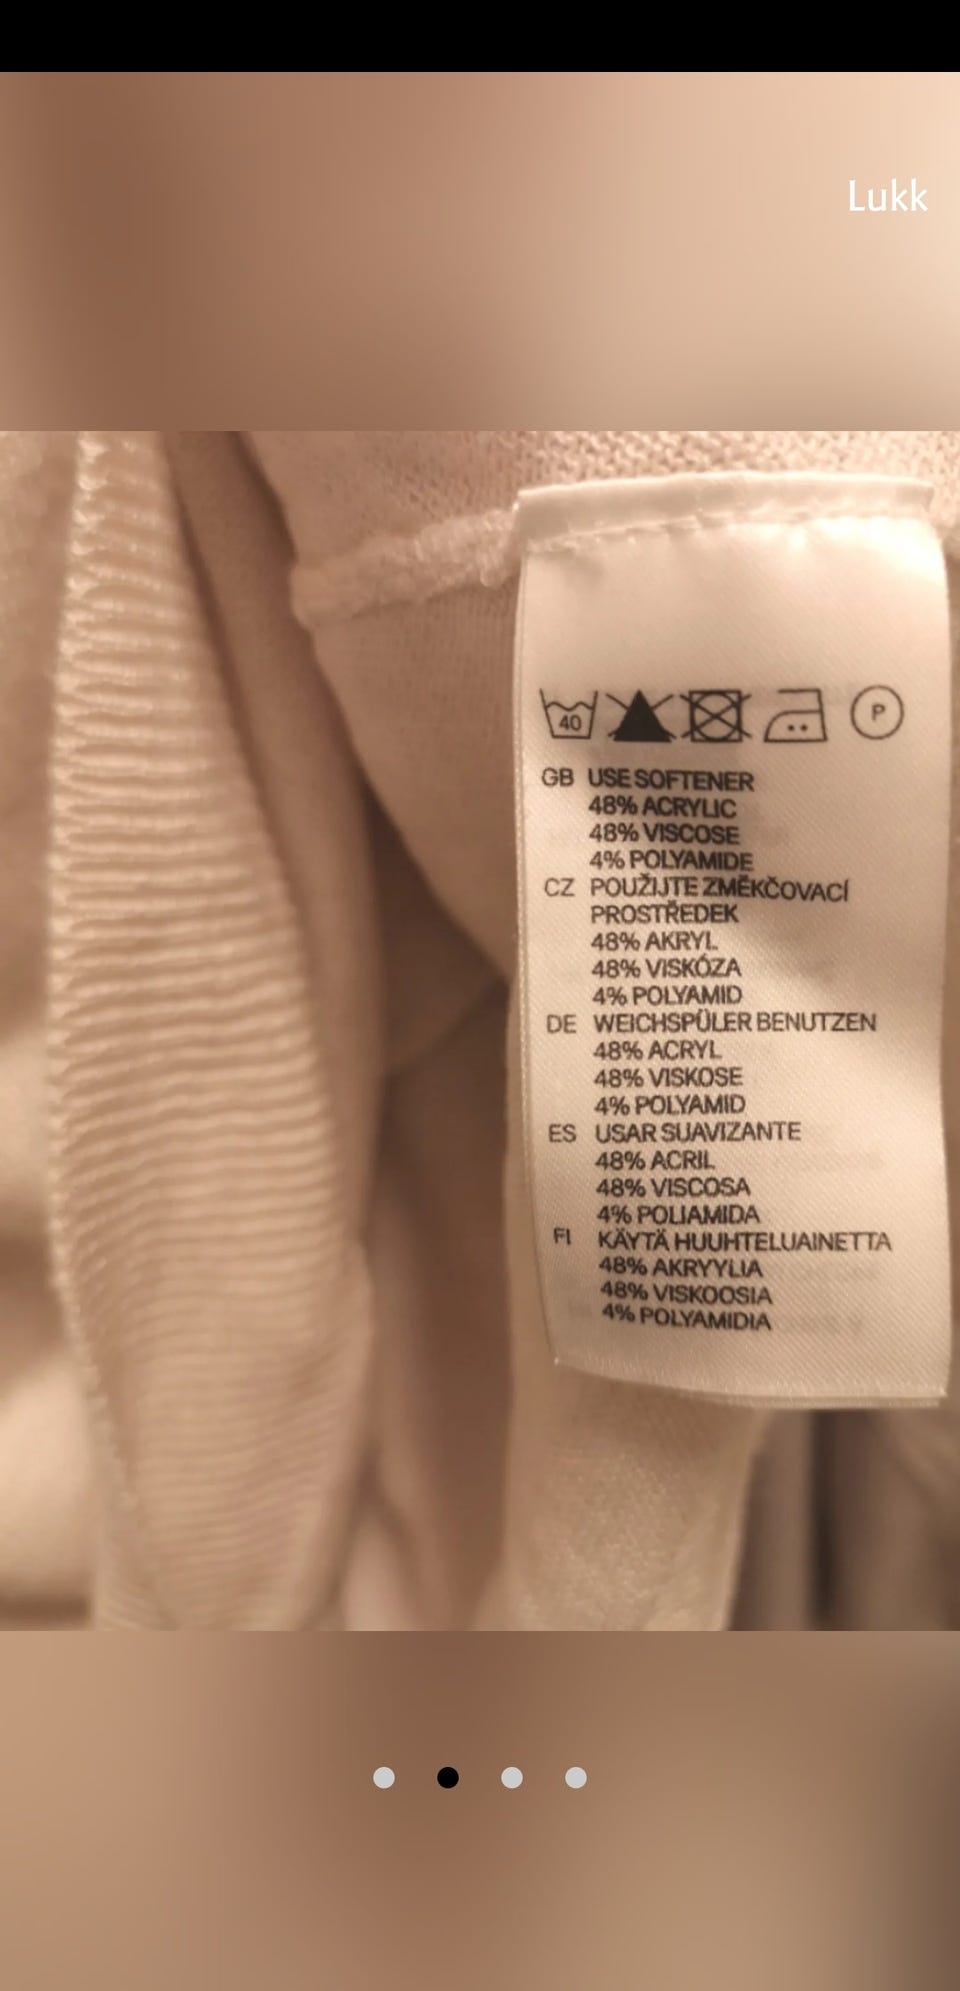 Lukk
40
P
GB USE SOFTENER
48% ACRYLIC
48% VISCOSE
4% POLYAMIDE
CZ POUŽIJTE ZMĚKČOVACÍ
PROSTŘEDEK
48% AKRYL
48% VISKÓZA
4% POLYAMID
DE WEICHSPÜLER BENUTZEN
48% ACRYL
48% VISKOSE
4% POLYAMID
ES USAR SUAVIZANTE
48% ACRIL
48% VISCOSA
4% POLIAMIDA
FI KÄYTÄ HUUHTELUAINETTA
48% AKRYYLIA
48% VISKOOSIA
4% POLYAMIDIA